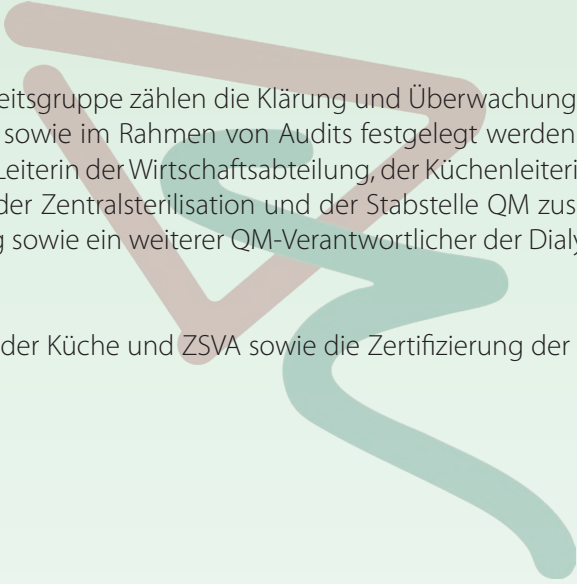 eitsgruppe zählen die Klärung und Überwachung
sowie im Rahmen von Audits festgelegt werden
Leiterin der Wirtschaftsabteilung, der Küchenleiteri
der Zentralsterilisation und der Stabstelle QM zus
g sowie ein weiterer QM-Verantwortlicher der Dialy
der Küche und ZSVA sowie die Zertifizierung der